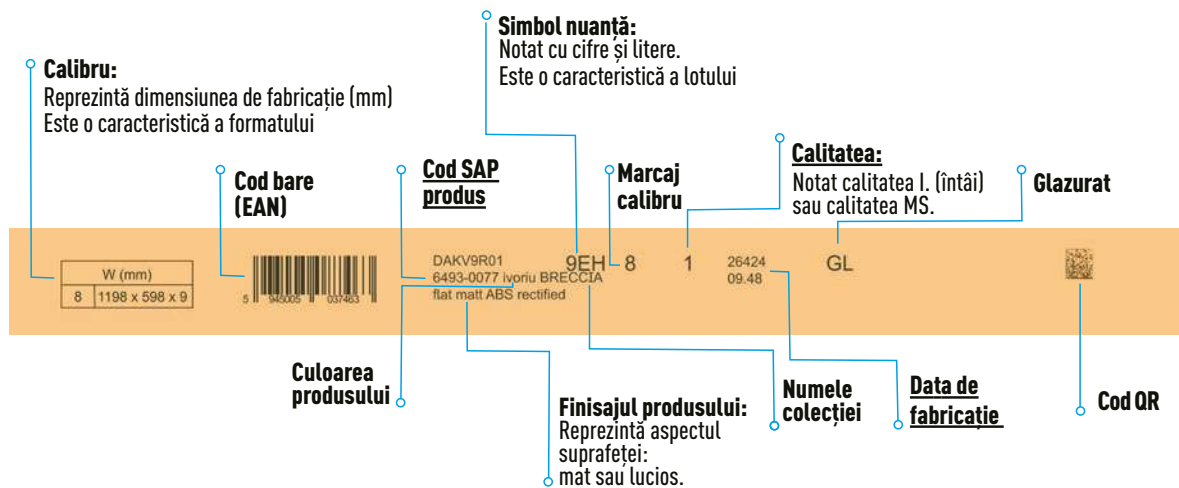 Simbol nuanță:
Notat cu cifre și litere.
Este o caracteristică a lotului
Calibru:
Reprezintă dimensiunea de fabricație (mm)
Este o caracteristică a formatului
Cod bare
(EAN)
Cod SAP
produs
Marcaj
calibru
Calitatea:
Notat calitatea I. (întâi)
sau calitatea MS.
Glazurat
W (mm)
8 1198 x 598 x 9
5 945005 037463
DAKV9R01
6493-0077 ivoriu BRECCIA
flat matt ABS rectified
9EH 8 1
26424
09.48
GL
Culoarea
produsului
Finisajul produsului:
Reprezintă aspectul
suprafeței:
mat sau lucios.
Numele
colecției
Data de
fabricație
Cod QR